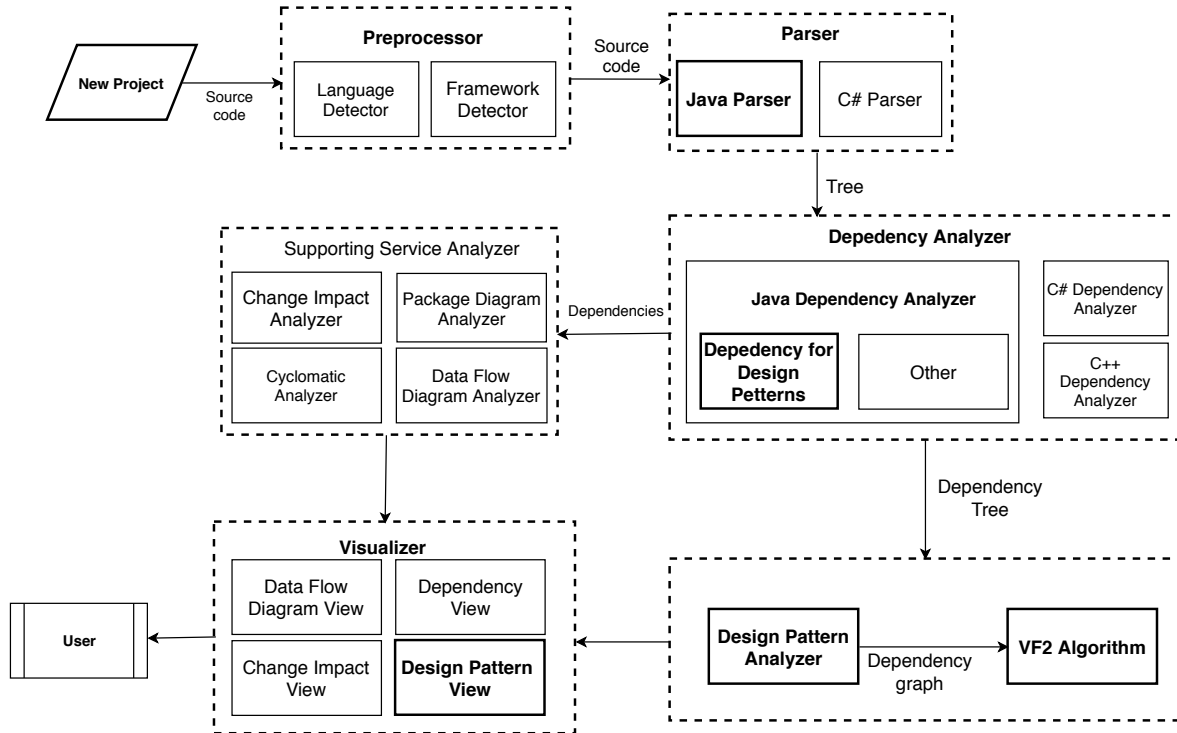 New Project
Source
code
Preprocessor
Language
Detector
Framework
Detector
Source
code
Parser
Java Parser
C# Parser
Tree
Supporting Service Analyzer
Change Impact
Analyzer
Package Diagram
Analyzer
Cyclomatic
Analyzer
Data Flow
Diagram Analyzer
Dependencies
Depedency Analyzer
Java Dependency Analyzer
Depedency for
Design
Petterns
Other
C# Dependency
Analyzer
C++
Dependency
Analyzer
Dependency
Tree
User
Visualizer
Data Flow
Diagram View
Dependency
View
Change Impact
View
Design Pattern
View
Design Pattern
Analyzer
Dependency
graph
VF2 Algorithm